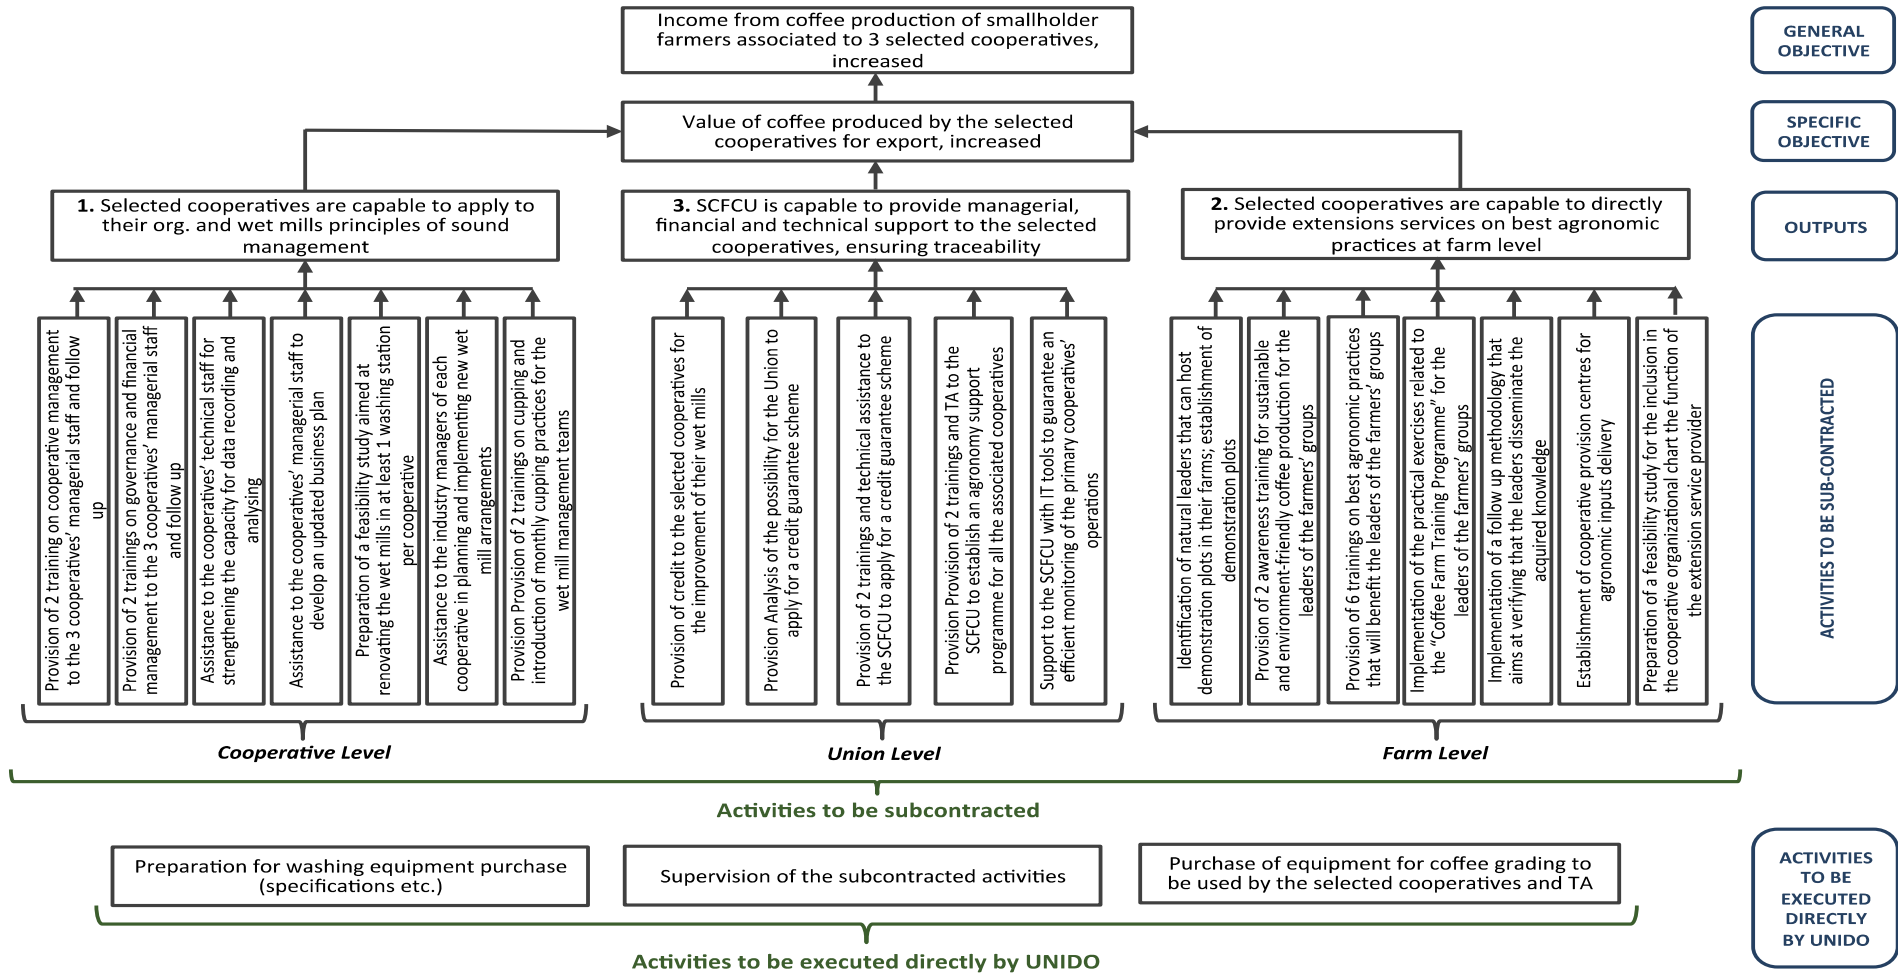 Income from coffee production of smallholder
farmers associated to 3 selected cooperatives,
increased
GENERAL
OBJECTIVE
Value of coffee produced by the selected
cooperatives for export, increased
SPECIFIC
OBJECTIVE
1. Selected cooperatives are capable to apply to
their org. and wet mills principles of sound
management
3. SCFCU is capable to provide managerial,
financial and technical support to the selected
cooperatives, ensuring traceability
2. Selected cooperatives are capable to directly
provide extensions services on best agronomic
practices at farm level
OUTPUTS
Provision of 2 training on cooperative management
to the 3 cooperatives' managerial staff and follow
up
Provision of 2 trainings on governance and financial
management to the 3 cooperatives' managerial staff
and follow up
Assistance to the cooperatives' technical staff for
strengthening the capacity for data recording and
analysing
Assistance to the cooperatives' managerial staff to
develop an updated business plan
Preparation of a feasibility study aimed at
renovating the wet mills in at least 1 washing station
per cooperative
Assistance to the industry managers of each
cooperative in planning and implementing new wet
mill arrangements
Provision Provision of 2 trainings on cupping and
introduction of monthly cupping practices for the
wet mill management teams
Provision of credit to the selected cooperatives for
the improvement of their wet mills
Provision Analysis of the possibility for the Union to
apply for a credit guarantee scheme
Provision of 2 trainings and technical assistance to
the SCFCU to apply for a credit guarantee scheme
Provision Provision of 2 trainings and TA to the
SCFCU to establish an agronomy support
programme for all the associated cooperatives
Support to the SCFCU with IT tools to guarantee an
efficient monitoring of the primary cooperatives'
operations
Identification of natural leaders that can host
demonstration plots in their farms; establishment of
demonstration plots
Provision of 2 awareness training for sustainable
and environment-friendly coffee production for the
leaders of the farmers' groups
Provision of 6 trainings on best agronomic practices
that will benefit the leaders of the farmers' groups
Implementation of the practical exercises related to
the "Coffee Farm Training Programme" for the
leaders of the farmers' groups
Implementation of a follow up methodology that
aims at verifying that the leaders disseminate the
acquired knowledge
Establishment of cooperative provision centres for
agronomic inputs delivery
Preparation of a feasibility study for the inclusion in
the cooperative organizational chart the function of
the extension service provider
ACTIVITIES TO BE SUB-CONTRACTED
Cooperative Level
Union Level
Farm Level
Activities to be subcontracted
Preparation for washing equipment purchase
(specifications etc.)
Supervision of the subcontracted activities
Purchase of equipment for coffee grading to
be used by the selected cooperatives and TA
ACTIVITIES
TO BE
EXECUTED
DIRECTLY
BY UNIDO
Activities to be executed directly by UNIDO